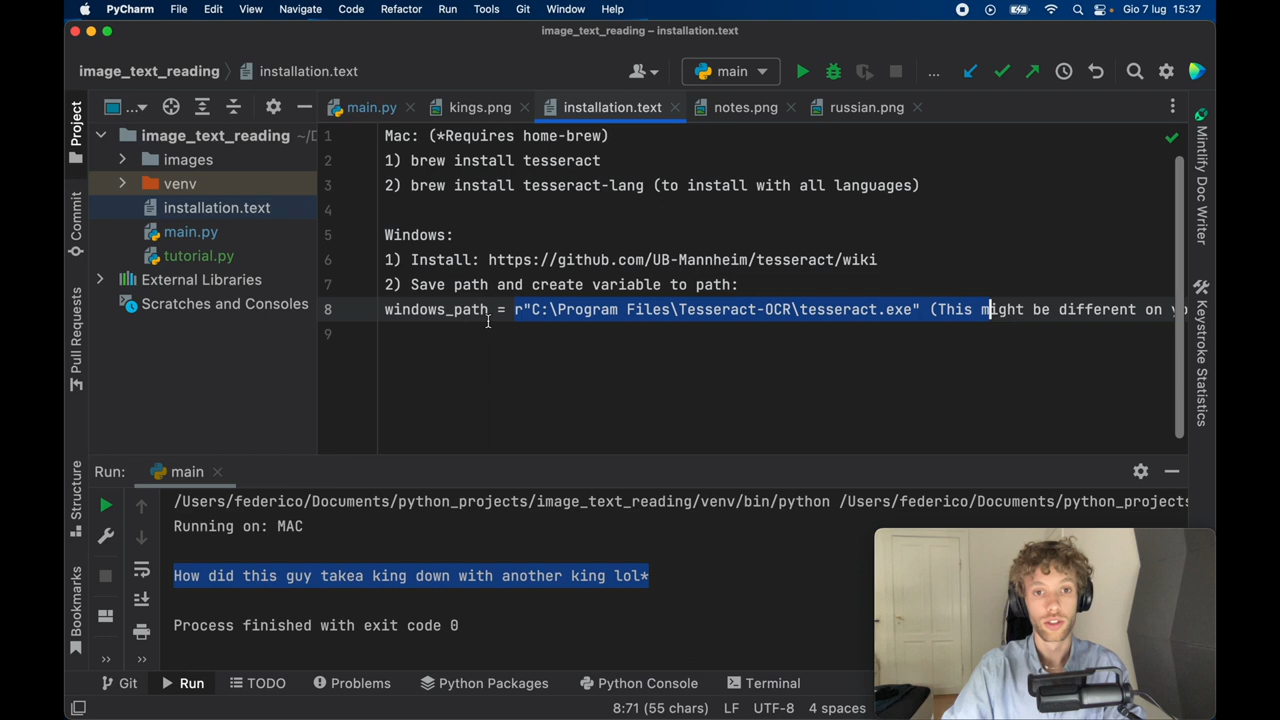 PyCharm File Edit View Navigate Code Refactor Run Tools Git Window Help Gio 7 lug 15:37
image_text_reading – installation.text
image_text_reading installation.text main
... main.py kings.png installation.text notes.png russian.png
Project
Commit
Pull Requests
Structure
Bookmarks
image_text_reading ~/D
images
venv
installation.text
main.py
tutorial.py
External Libraries
Scratches and Consoles
1 Mac: (*Requires home-brew)
2 1) brew install tesseract
3 2) brew install tesseract-lang (to install with all languages)
4
5 Windows:
6 1) Install: https://github.com/UB-Mannheim/tesseract/wiki
7 2) Save path and create variable to path:
8 windows_path = r"C:\Program Files\Tesseract-OCR\tesseract.exe" (This might be different on yo
9
Mintlify Doc Writer
Keystroke Statistics
Run: main
/Users/federico/Documents/python_projects/image_text_reading/venv/bin/python /Users/federico/Documents/python_projects
Running on: MAC
How did this guy takea king down with another king lol*
Process finished with exit code 0
Git Run TODO Problems Python Packages Python Console Terminal
8:71 (55 chars) LF UTF-8 4 spaces